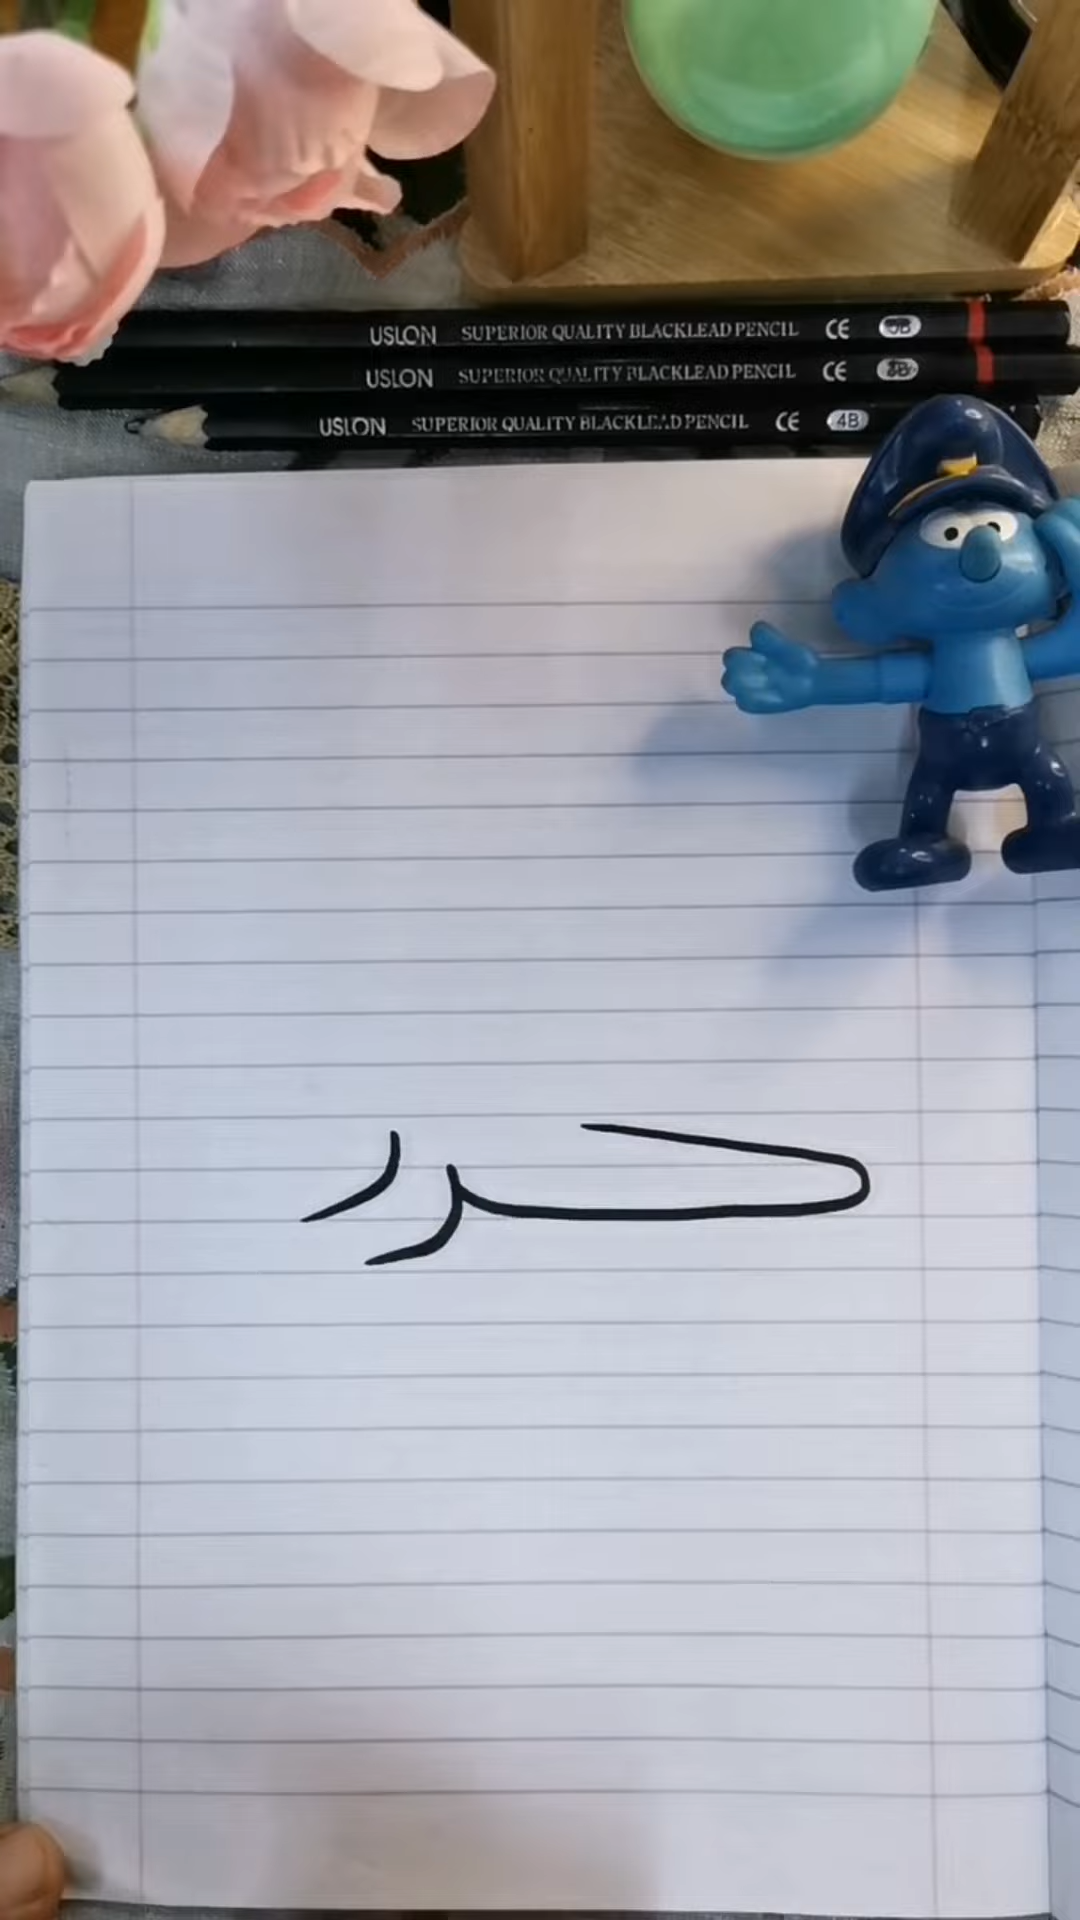 USLON SUPERIOR QUALITY BLACKLEAD PENCIL CE
USLON SUPERIOR QUALITY BLACKLEAD PENCIL CE
USLON SUPERIOR QUALITY BLACKLEAD PENCIL CE 4B
حرر